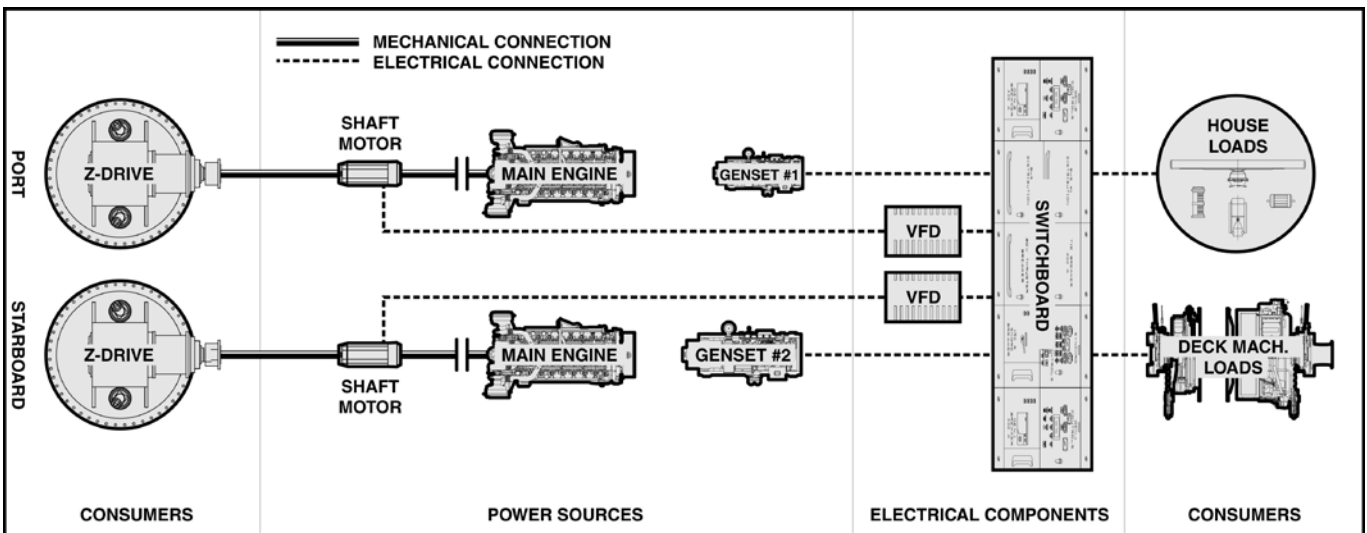 MECHANICAL CONNECTION
ELECTRICAL CONNECTION
PORT
Z-DRIVE
SHAFT
MOTOR
MAIN ENGINE
GENSET #1
VFD
SWITCHBOARD
HOUSE
LOADS
STARBOARD
Z-DRIVE
SHAFT
MOTOR
MAIN ENGINE
GENSET #2
VFD
DECK MACH.
LOADS
CONSUMERS
POWER SOURCES
ELECTRICAL COMPONENTS
CONSUMERS